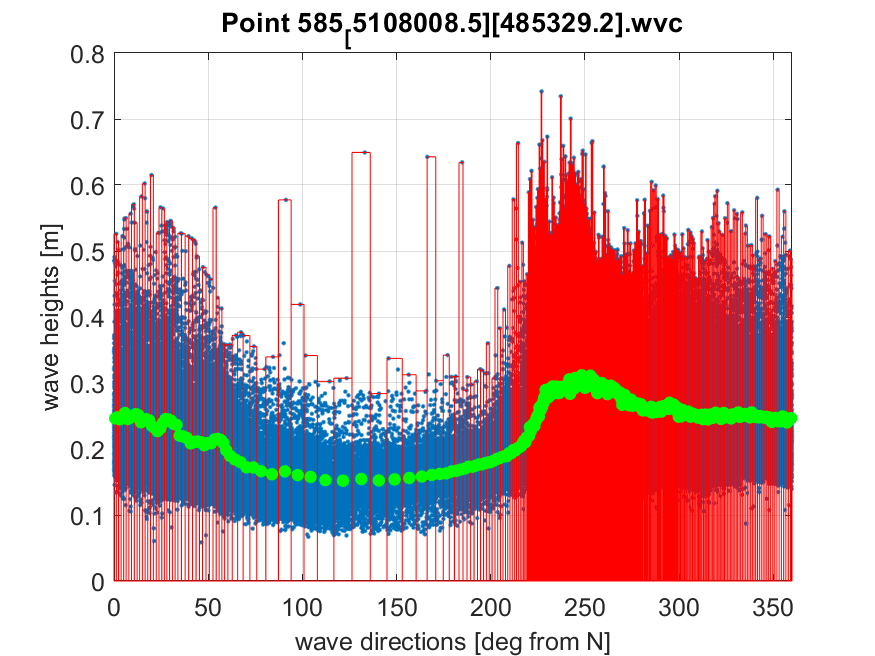 Point 585[5108008.5][485329.2].wvc
0.8
0.7
0.6
0.5
0.4
0.3
0.2
0.1
0
wave heights [m]
0 50 100 150 200 250 300 350
wave directions [deg from N]